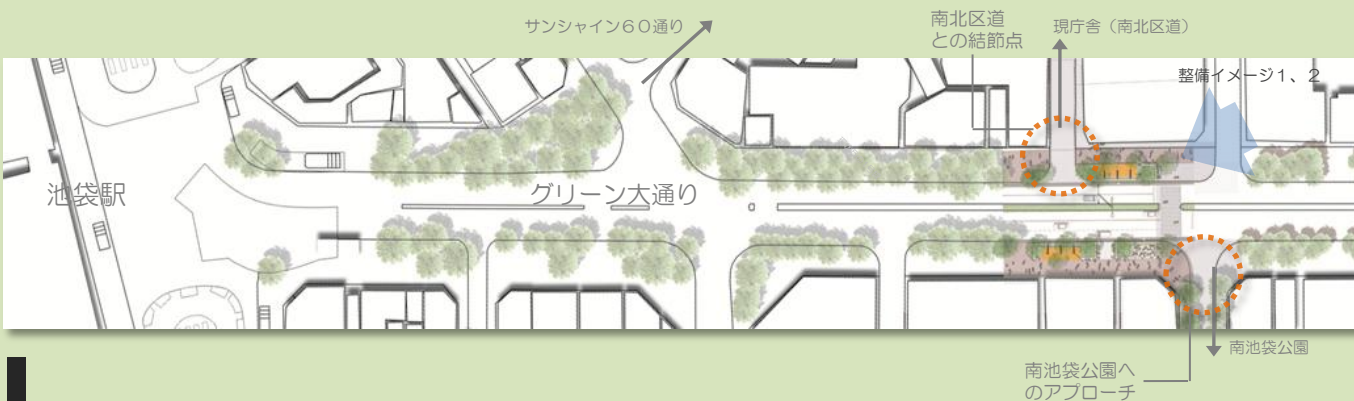 サンシャイン６０通り
南北区道
との結節点
現庁舎（南北区道）
整備イメージ１、２
池袋駅
グリーン大通り
南池袋公園
南池袋公園へ
のアプローチ